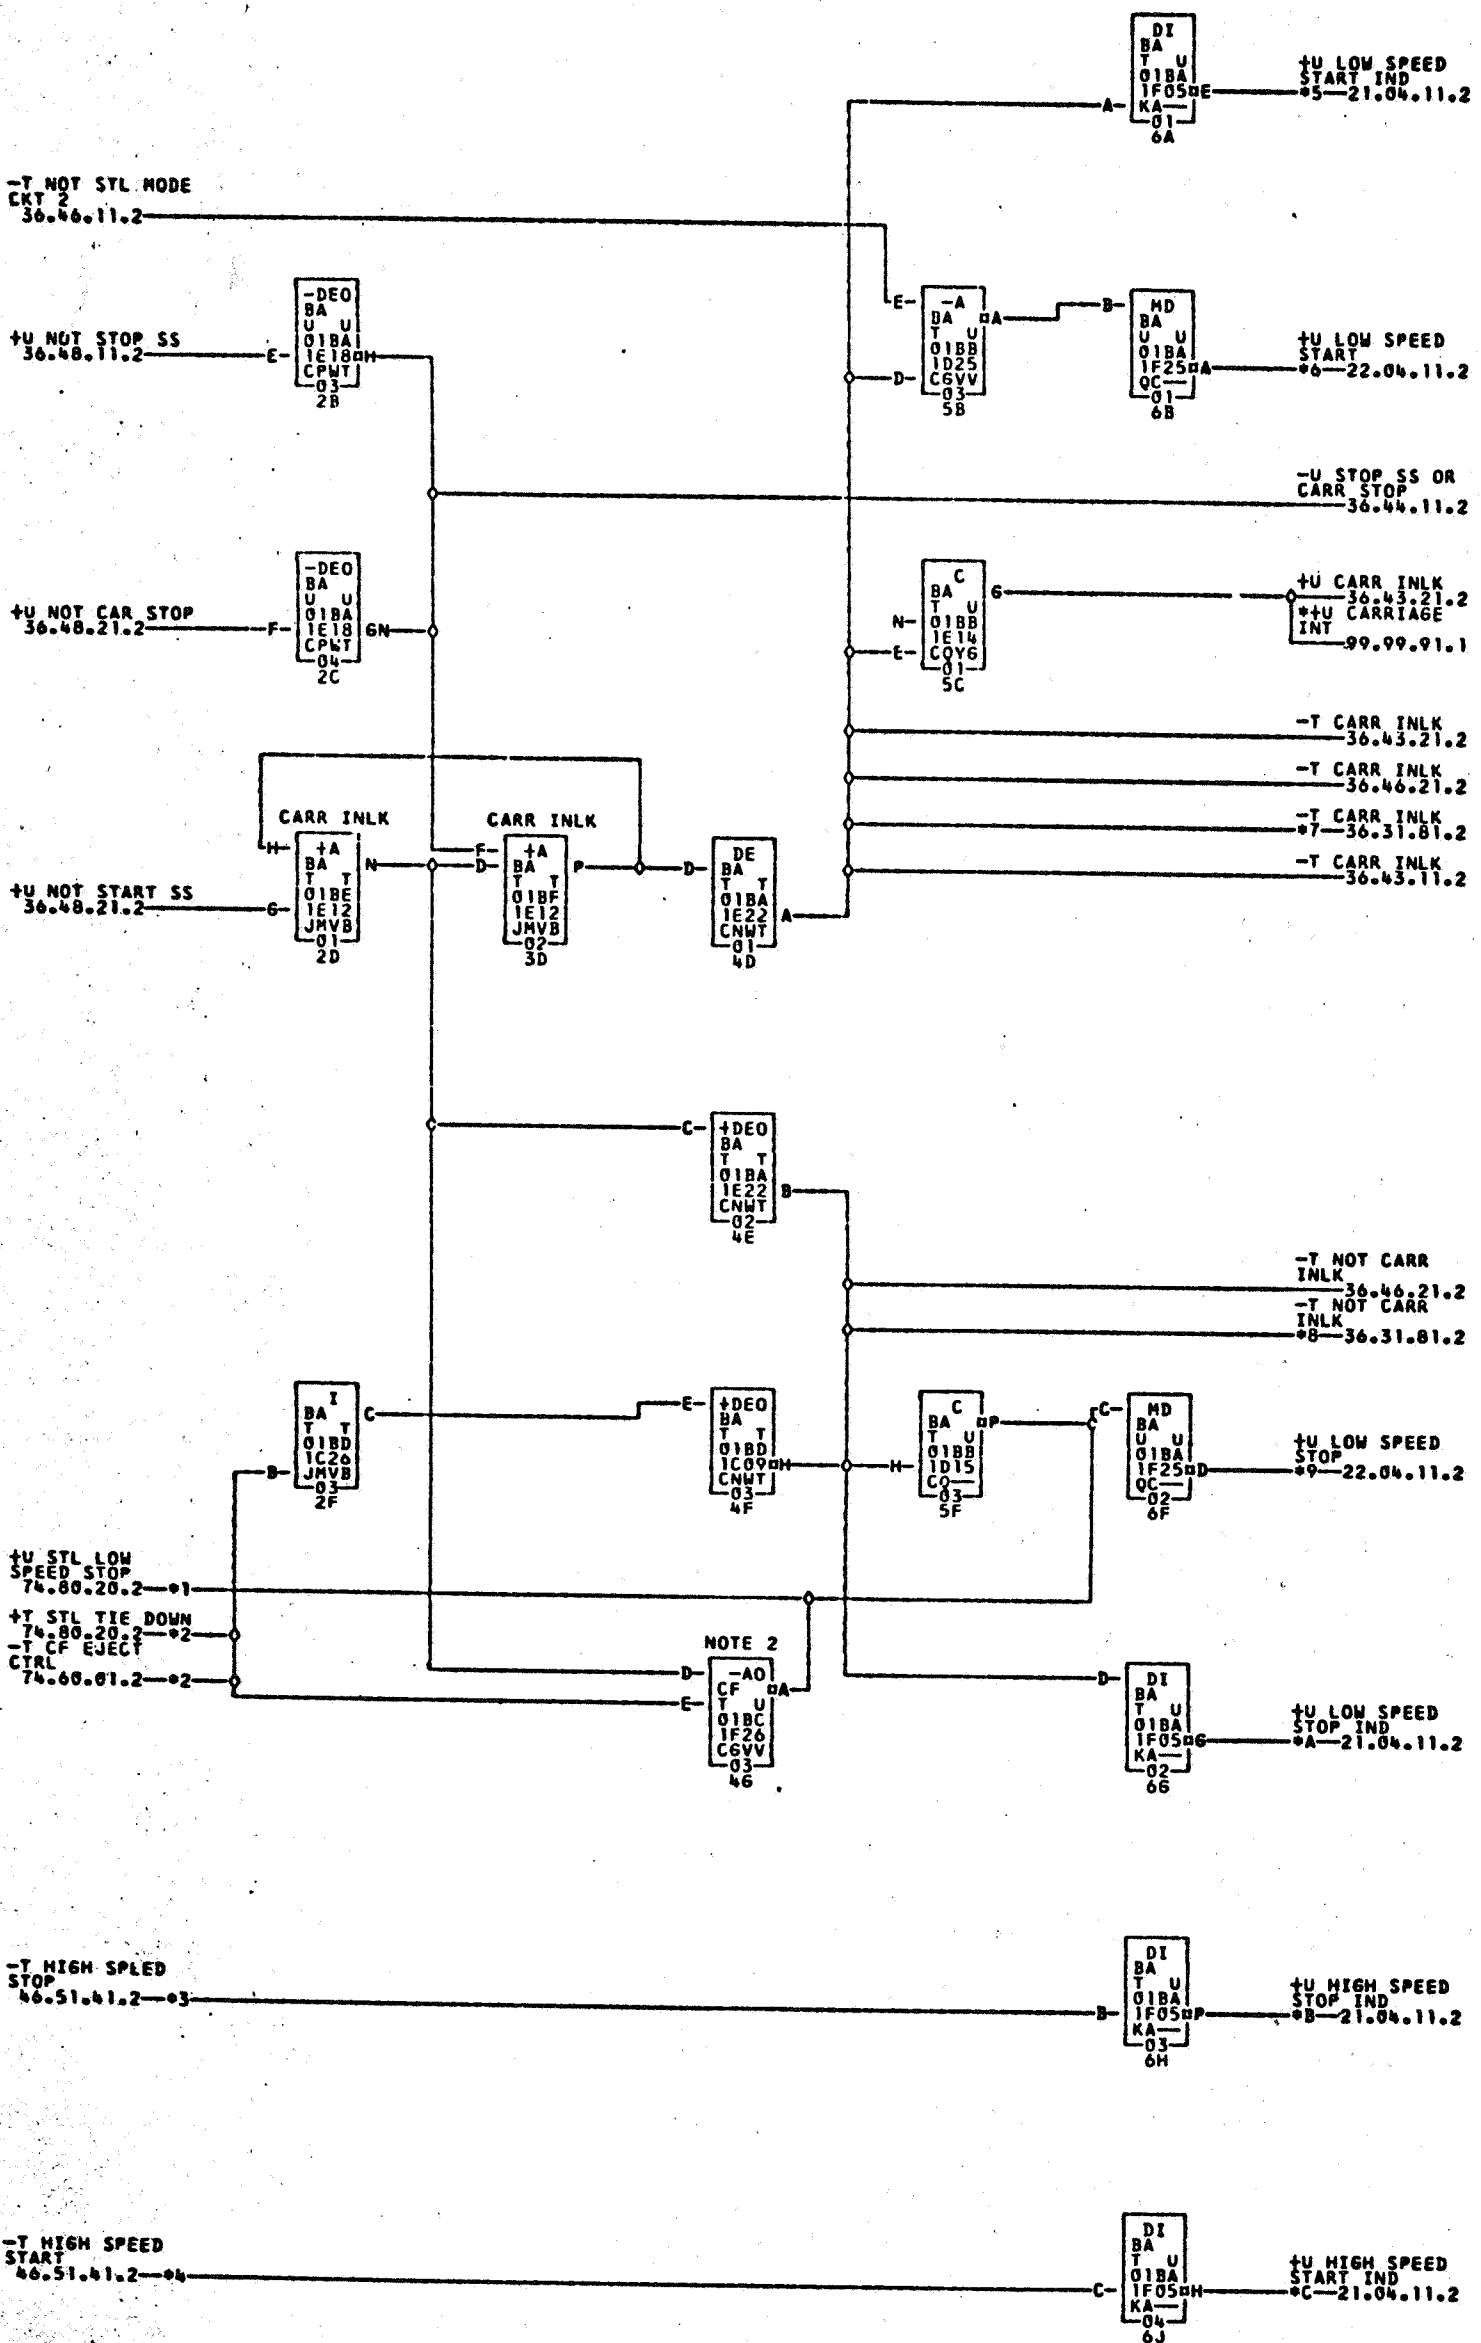 DI
BA
T U
01BA
1F05 E
A KA
01
6A
+U LOW SPEED
START IND
*5—21.04.11.2
-T NOT STL MODE
CKT 2
36.46.11.2
-DEO
BA
U U
01BA
E 1E18 H
CPWT
03
2B
+U NOT STOP SS
36.48.11.2
E -A
BA A
T U
01BB
1D25
D CGVV
03
5B
B MD
BA
U U
01BA
1F25 A
QC
01
6B
+U LOW SPEED
START
*6—22.04.11.2
-U STOP SS OR
CARR STOP
36.44.11.2
-DEO
BA
U U
01BA
F 1E18 GN
CPWT
04
2C
+U NOT CAR STOP
36.48.21.2
C
BA G
T U
N 01BB
1E14
E CQYG
01
5C
+U CARR INLK
36.43.21.2
*+U CARRIAGE
INT
99.99.91.1
-T CARR INLK
36.43.21.2
-T CARR INLK
36.46.21.2
-T CARR INLK
*7—36.31.81.2
-T CARR INLK
36.43.11.2
CARR INLK
H +A
BA N
T T
01BE
G 1E12
JMVB
01
2D
+U NOT START SS
36.48.21.2
CARR INLK
F +A
D BA P
T T
01BF
1E12
JMVB
02
3D
DE
D BA
T T
01BA
1E22 A
CNWT
01
4D
C +DEO
BA
T T
01BA
1E22 B
CNWT
02
4E
-T NOT CARR
INLK
36.46.21.2
-T NOT CARR
INLK
*8—36.31.81.2
I
BA C
T T
01BD
1C26
B JMVB
03
2F
E +DEO
BA
T T
01BD
1C09 H
CNWT
03
4F
C
BA P
T U
01BB
H 1D15
CQ
03
5F
C MD
BA
U U
01BA
1F25 D
QC
02
6F
+U LOW SPEED
STOP
*9—22.04.11.2
+U STL LOW
SPEED STOP
74.80.20.2—*1
+T STL TIE DOWN
74.80.20.2—*2
-T CF EJECT
CTRL
74.60.01.2—*2
NOTE 2
D -AO
CF A
E T U
01BC
1F26
CGVV
03
4G
D DI
BA
T U
01BA
1F05 G
KA
02
6G
+U LOW SPEED
STOP IND
*A—21.04.11.2
-T HIGH SPEED
STOP
46.51.41.2—*3
DI
BA
T U
01BA
B 1F05 P
KA
03
6H
+U HIGH SPEED
STOP IND
*B—21.04.11.2
-T HIGH SPEED
START
46.51.41.2—*4
DI
BA
T U
01BA
C 1F05 H
KA
04
6J
+U HIGH SPEED
START IND
*C—21.04.11.2